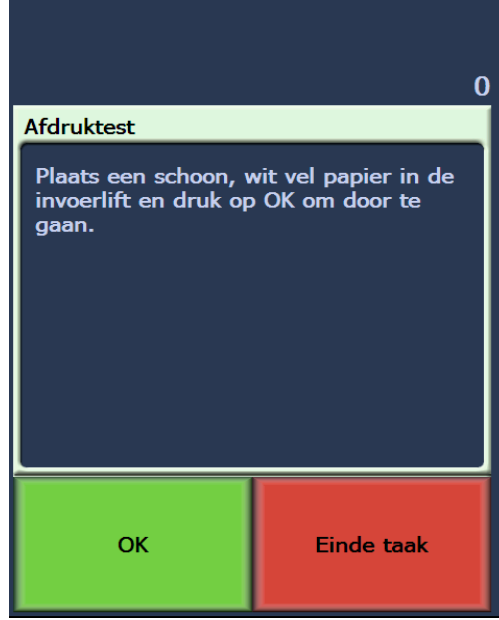 0
Afdruktest
Plaats een schoon, wit vel papier in de
invoerlift en druk op OK om door te
gaan.
OK
Einde taak